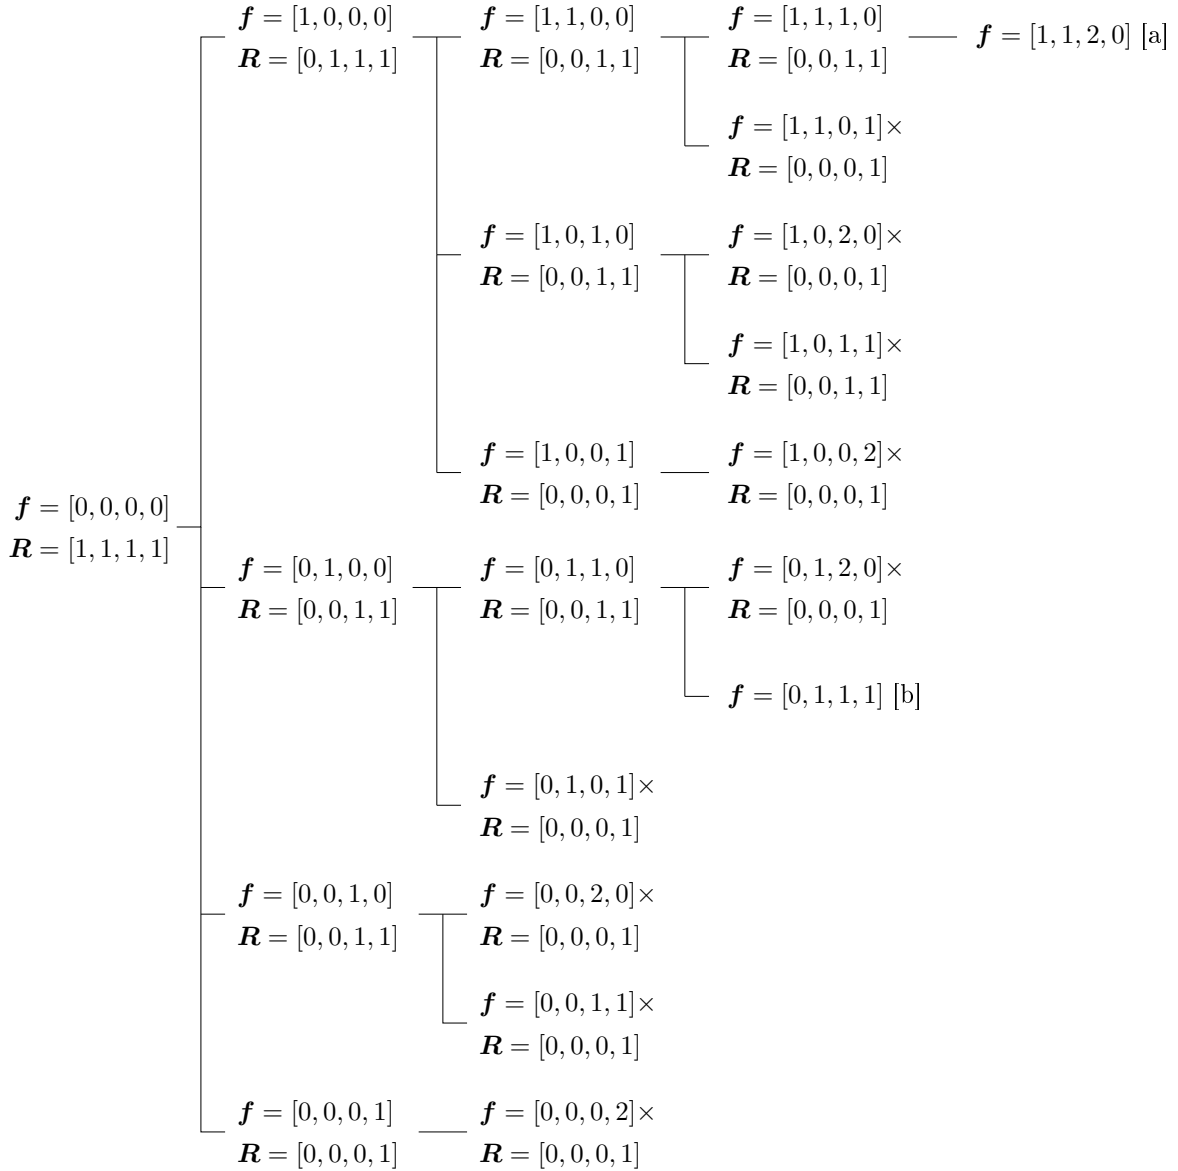 f = [1, 0, 0, 0]
R = [0, 1, 1, 1]
f = [1, 1, 0, 0]
R = [0, 0, 1, 1]
f = [1, 1, 1, 0]
R = [0, 0, 1, 1]
f = [1, 1, 2, 0] [a]
f = [1, 1, 0, 1]×
R = [0, 0, 0, 1]
f = [1, 0, 1, 0]
R = [0, 0, 1, 1]
f = [1, 0, 2, 0]×
R = [0, 0, 0, 1]
f = [1, 0, 1, 1]×
R = [0, 0, 1, 1]
f = [1, 0, 0, 1]
R = [0, 0, 0, 1]
f = [1, 0, 0, 2]×
R = [0, 0, 0, 1]
f = [0, 0, 0, 0]
R = [1, 1, 1, 1]
f = [0, 1, 0, 0]
R = [0, 0, 1, 1]
f = [0, 1, 1, 0]
R = [0, 0, 1, 1]
f = [0, 1, 2, 0]×
R = [0, 0, 0, 1]
f = [0, 1, 1, 1] [b]
f = [0, 1, 0, 1]×
R = [0, 0, 0, 1]
f = [0, 0, 1, 0]
R = [0, 0, 1, 1]
f = [0, 0, 2, 0]×
R = [0, 0, 0, 1]
f = [0, 0, 1, 1]×
R = [0, 0, 0, 1]
f = [0, 0, 0, 1]
R = [0, 0, 0, 1]
f = [0, 0, 0, 2]×
R = [0, 0, 0, 1]